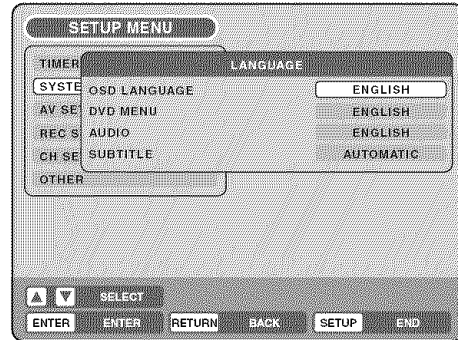 SETUP MENU
TIMER
LANGUAGE
SYSTE
OSD LANGUAGE ENGLISH
AV SE
DVD MENU ENGLISH
REC S
AUDIO ENGLISH
CH SE
SUBTITLE AUTOMATIC
OTHER
SELECT
ENTER ENTER RETURN BACK SETUP END